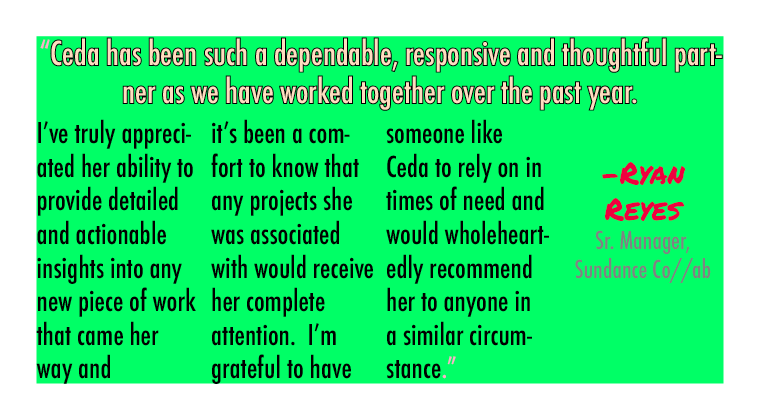 “Ceda has been such a dependable, responsive and thoughtful part-
ner as we have worked together over the past year.
I’ve truly appreci-
ated her ability to
provide detailed
and actionable
insights into any
new piece of work
that came her
way and
it’s been a com-
fort to know that
any projects she
was associated
with would receive
her complete
attention.  I’m
grateful to have
someone like
Ceda to rely on in
times of need and
would wholeheart-
edly recommend
her to anyone in
a similar circum-
stance.”
–Ryan
Reyes
Sr. Manager,
Sundance Co//ab